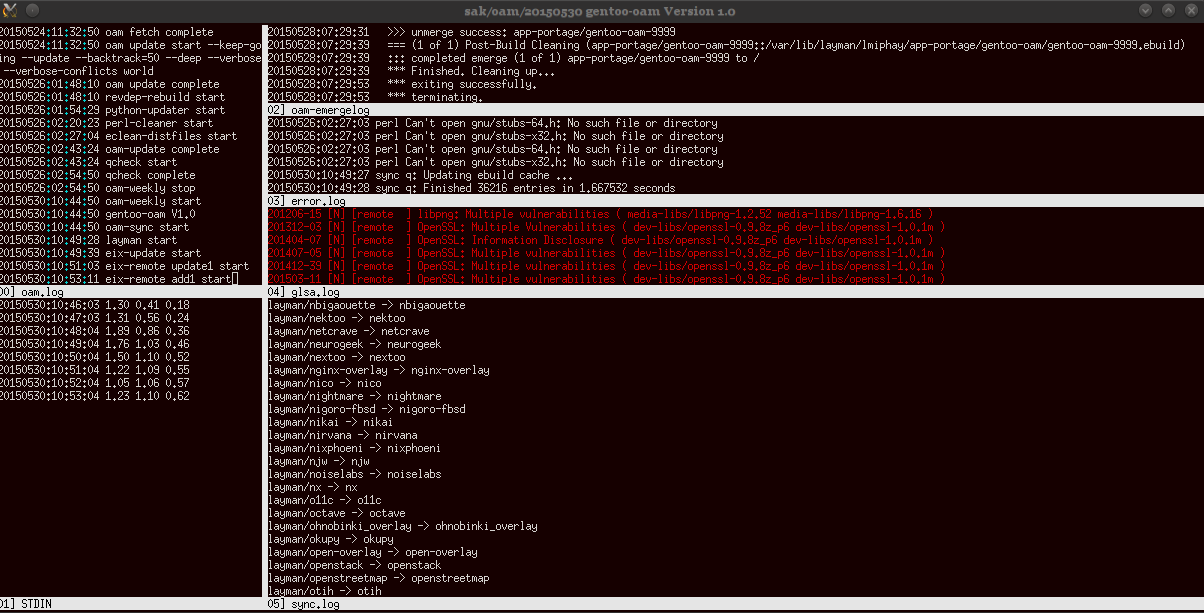 sak/oam/20150530 gentoo-oam Version 1.0
20150524:11:32:50 oam fetch complete
20150524:11:32:50 oam update start --keep-go
ing --update --backtrack=50 --deep --verbose
 --verbose-conflicts world
20150526:01:48:10 oam update complete
20150526:01:48:10 revdep-rebuild start
20150526:01:54:29 python-updater start
20150526:02:20:23 perl-cleaner start
20150526:02:27:04 eclean-distfiles start
20150526:02:43:24 oam-update complete
20150526:02:43:24 qcheck start
20150526:02:54:50 qcheck complete
20150526:02:54:50 oam-weekly stop
20150530:10:44:50 oam-weekly start
20150530:10:44:50 gentoo-oam V1.0
20150530:10:44:50 oam-sync start
20150530:10:49:28 layman start
20150530:10:49:39 eix-update start
20150530:10:51:03 eix-remote update1 start
20150530:10:53:11 eix-remote add1 start
00] oam.log
20150530:10:46:03 1.30 0.41 0.18
20150530:10:47:03 1.31 0.56 0.24
20150530:10:48:04 1.89 0.86 0.36
20150530:10:49:04 1.76 1.03 0.46
20150530:10:50:04 1.50 1.10 0.52
20150530:10:51:04 1.22 1.09 0.55
20150530:10:52:04 1.05 1.06 0.57
20150530:10:53:04 1.23 1.10 0.62
01] STDIN
20150528:07:29:31   >>> unmerge success: app-portage/gentoo-oam-9999
20150528:07:29:39   === (1 of 1) Post-Build Cleaning (app-portage/gentoo-oam-9999::/var/lib/layman/lmiphay/app-portage/gentoo-oam/gentoo-oam-9999.ebuild)
20150528:07:29:39   ::: completed emerge (1 of 1) app-portage/gentoo-oam-9999 to /
20150528:07:29:39   *** Finished. Cleaning up...
20150528:07:29:53   *** exiting successfully.
20150528:07:29:53   *** terminating.
02] oam-emergelog
20150526:02:27:03 perl Can't open gnu/stubs-64.h: No such file or directory
20150526:02:27:03 perl Can't open gnu/stubs-x32.h: No such file or directory
20150526:02:27:03 perl Can't open gnu/stubs-64.h: No such file or directory
20150526:02:27:03 perl Can't open gnu/stubs-x32.h: No such file or directory
20150530:10:49:27 sync q: Updating ebuild cache ...
20150530:10:49:28 sync q: Finished 36216 entries in 1.667532 seconds
03] error.log
201206-15 [N] [remote  ] libpng: Multiple vulnerabilities ( media-libs/libpng-1.2.52 media-libs/libpng-1.6.16 )
201312-03 [N] [remote  ] OpenSSL: Multiple Vulnerabilities ( dev-libs/openssl-0.9.8z_p6 dev-libs/openssl-1.0.1m )
201404-07 [N] [remote  ] OpenSSL: Information Disclosure ( dev-libs/openssl-0.9.8z_p6 dev-libs/openssl-1.0.1m )
201407-05 [N] [remote  ] OpenSSL: Multiple vulnerabilities ( dev-libs/openssl-0.9.8z_p6 dev-libs/openssl-1.0.1m )
201412-39 [N] [remote  ] OpenSSL: Multiple vulnerabilities ( dev-libs/openssl-0.9.8z_p6 dev-libs/openssl-1.0.1m )
201503-11 [N] [remote  ] OpenSSL: Multiple vulnerabilities ( dev-libs/openssl-0.9.8z_p6 dev-libs/openssl-1.0.1m )
04] glsa.log
layman/nbigaouette -> nbigaouette
layman/nektoo -> nektoo
layman/netcrave -> netcrave
layman/neurogeek -> neurogeek
layman/nextoo -> nextoo
layman/nginx-overlay -> nginx-overlay
layman/nico -> nico
layman/nightmare -> nightmare
layman/nigoro-fbsd -> nigoro-fbsd
layman/nikai -> nikai
layman/nirvana -> nirvana
layman/nixphoeni -> nixphoeni
layman/njw -> njw
layman/noiselabs -> noiselabs
layman/nx -> nx
layman/o11c -> o11c
layman/octave -> octave
layman/ohnobinki_overlay -> ohnobinki_overlay
layman/okupy -> okupy
layman/open-overlay -> open-overlay
layman/openstack -> openstack
layman/openstreetmap -> openstreetmap
layman/otih -> otih
05] sync.log